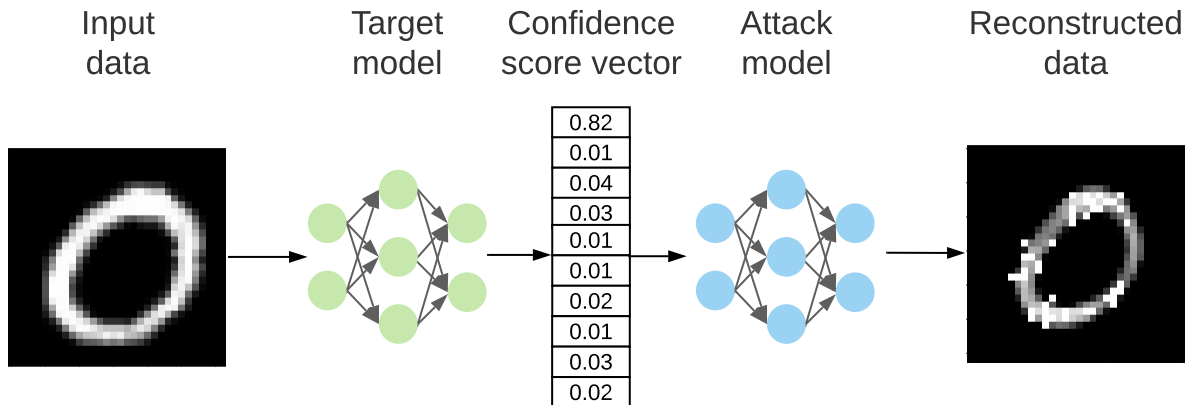 Input
data
Target
model
Confidence
score vector
Attack
model
Reconstructed
data
0.82
0.01
0.04
0.03
0.01
0.01
0.02
0.01
0.03
0.02